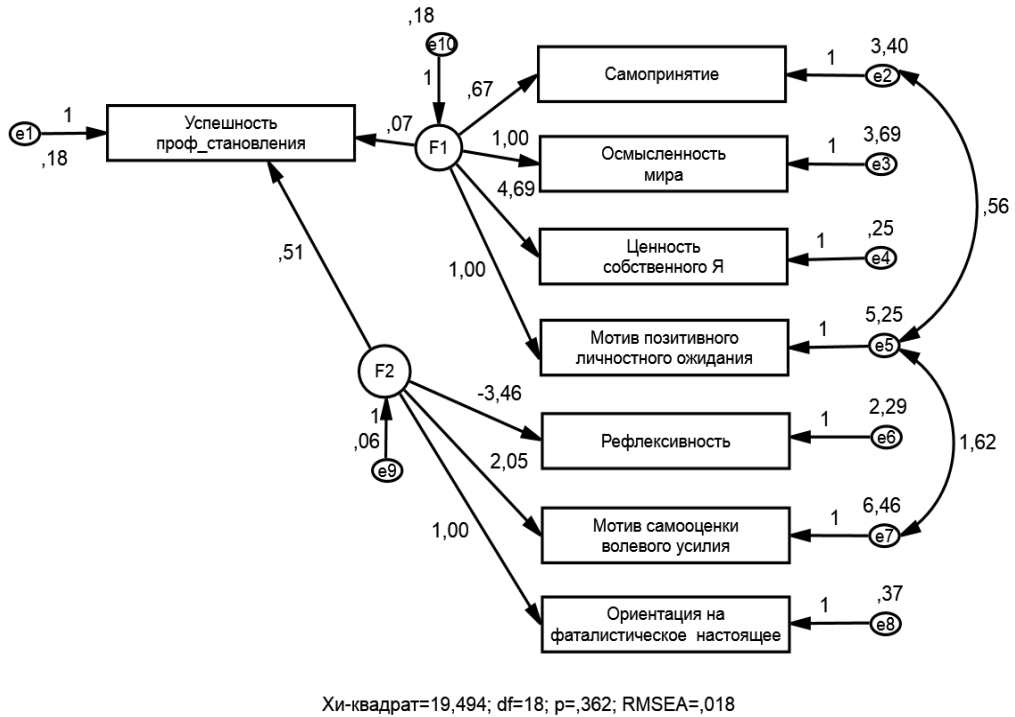 ,18
e10
1
,67
Самопринятие
1
3,40
e2
e1
1
,18
Успешность
проф_становления
,07
F1
1,00
Осмысленность
мира
1
3,69
e3
4,69
Ценность
собственного Я
1
,25
e4
,56
,51
1,00
Мотив позитивного
личностного ожидания
1
5,25
e5
F2
1
,06
e9
-3,46
Рефлексивность
1
2,29
e6
1,62
2,05
Мотив самооценки
волевого усилия
1
6,46
e7
1,00
Ориентация на
фаталистическое настоящее
1
,37
e8
Хи-квадрат=19,494; df=18; p=,362; RMSEA=,018